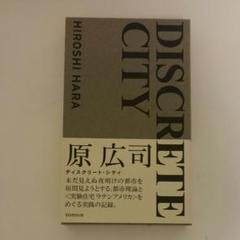 HIROSHI HARA
DISCRETE
CITY
原 広司
ディスクリート・シティ
未だ見えぬ夜明けの都市を
垣間見ようとする、都市理論と
〈実験住宅 ラテンアメリカ〉を
めぐる実践の記録。